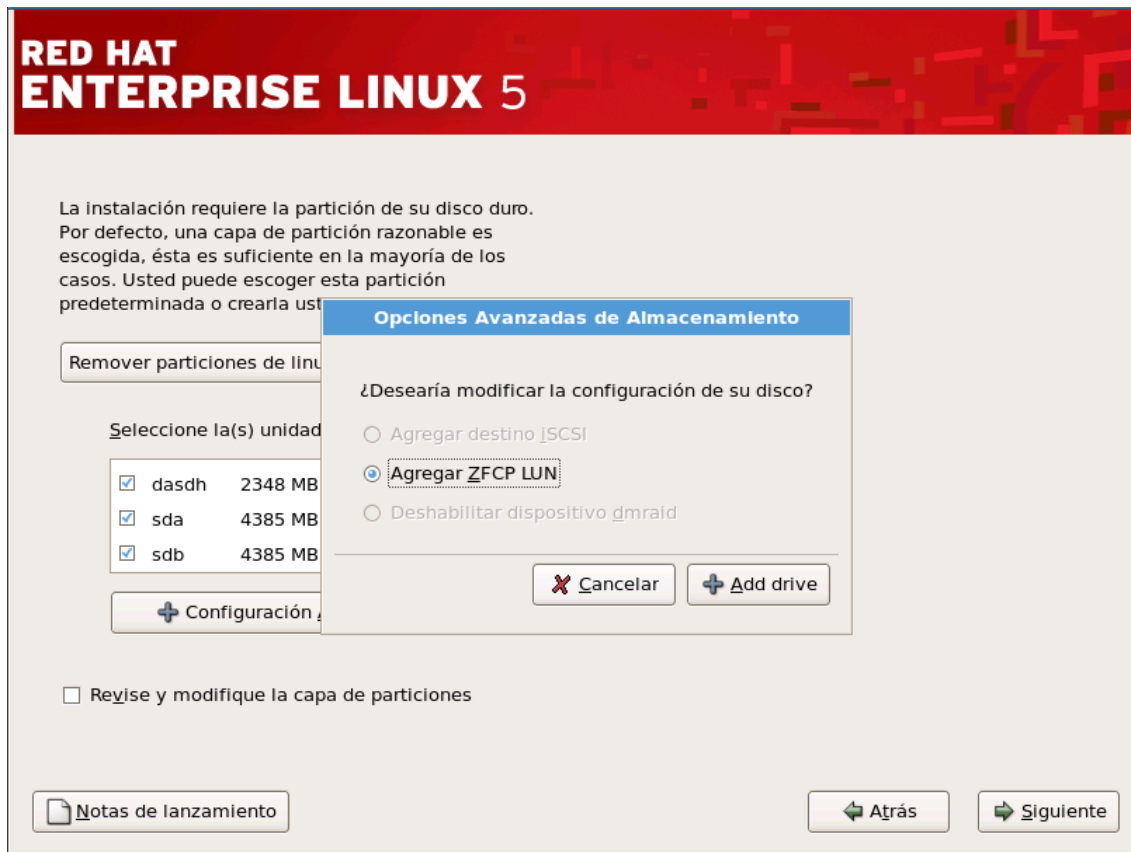 RED HAT
ENTERPRISE LINUX 5
La instalación requiere la partición de su disco duro.
Por defecto, una capa de partición razonable es
escogida, ésta es suficiente en la mayoría de los
casos. Usted puede escoger esta partición
predeterminada o crearla ust
Remover particiones de linu
Seleccione la(s) unidad
dasdh 2348 MB
sda 4385 MB
sdb 4385 MB
Configuración
Opciones Avanzadas de Almacenamiento
¿Desearía modificar la configuración de su disco?
Agregar destino iSCSI
Agregar ZFCP LUN
Deshabilitar dispositivo dmraid
Cancelar
Add drive
Revise y modifique la capa de particiones
Notas de lanzamiento
Atrás
Siguiente